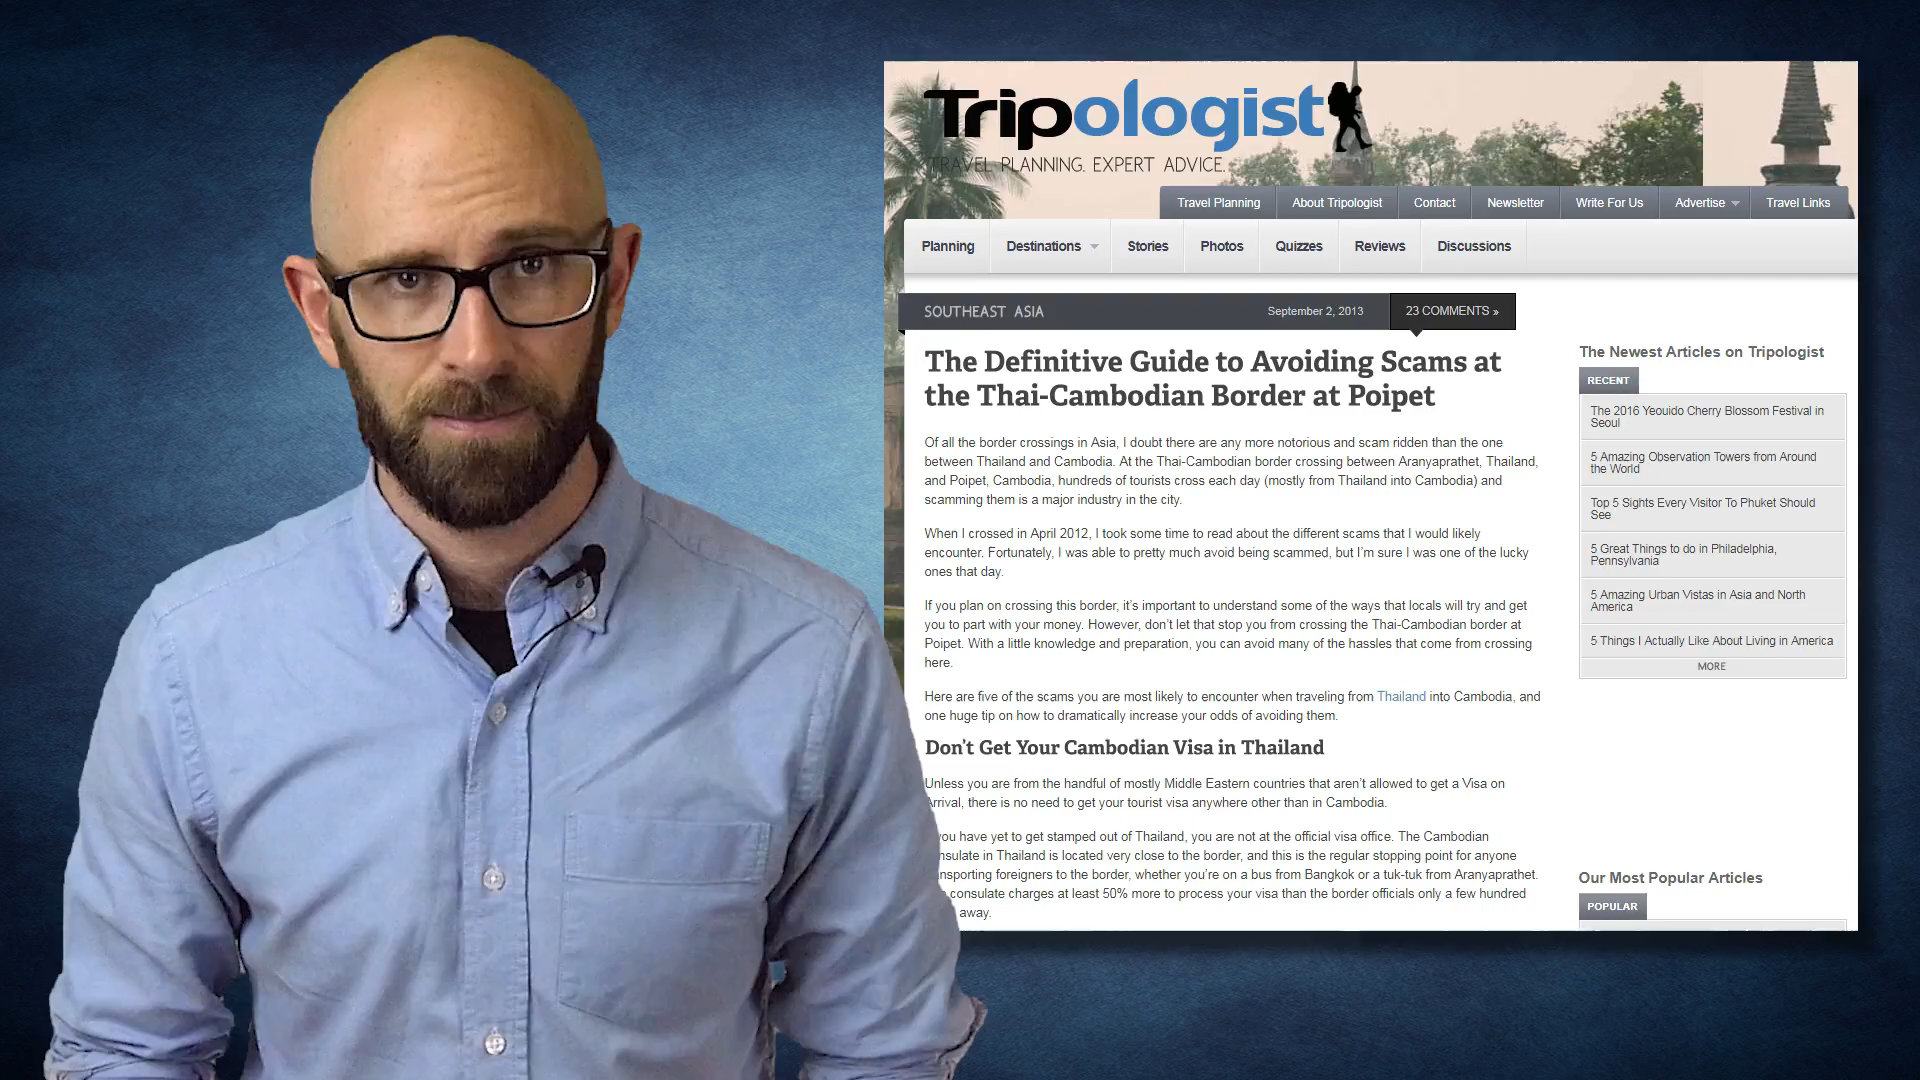 Tripologist
TRAVEL PLANNING. EXPERT ADVICE.
Travel Planning
About Tripologist
Contact
Newsletter
Write For Us
Advertise
Travel Links
Planning
Destinations
Stories
Photos
Quizzes
Reviews
Discussions
SOUTHEAST ASIA
September 2, 2013
23 COMMENTS »
The Definitive Guide to Avoiding Scams at
the Thai-Cambodian Border at Poipet
Of all the border crossings in Asia, I doubt there are any more notorious and scam ridden than the one
between Thailand and Cambodia. At the Thai-Cambodian border crossing between Aranyaprathet, Thailand,
and Poipet, Cambodia, hundreds of tourists cross each day (mostly from Thailand into Cambodia) and
scamming them is a major industry in the city.
When I crossed in April 2012, I took some time to read about the different scams that I would likely
encounter. Fortunately, I was able to pretty much avoid being scammed, but I'm sure I was one of the lucky
ones that day.
If you plan on crossing this border, it's important to understand some of the ways that locals will try and get
you to part with your money. However, don't let that stop you from crossing the Thai-Cambodian border at
Poipet. With a little knowledge and preparation, you can avoid many of the hassles that come from crossing
here.
Here are five of the scams you are most likely to encounter when traveling from Thailand into Cambodia, and
one huge tip on how to dramatically increase your odds of avoiding them.
Don't Get Your Cambodian Visa in Thailand
Unless you are from the handful of mostly Middle Eastern countries that aren't allowed to get a Visa on
Arrival, there is no need to get your tourist visa anywhere other than in Cambodia.
you have yet to get stamped out of Thailand, you are not at the official visa office. The Cambodian
in Thailand is located very close to the border, and this is the regular stopping point for anyone
foreigners to the border, whether you're on a bus from Bangkok or a tuk-tuk from Aranyaprathet.
consulate charges at least 50% more to process your visa than the border officials only a few hundred
away.
The Newest Articles on Tripologist
RECENT
The 2016 Yeouido Cherry Blossom Festival in
Seoul
5 Amazing Observation Towers from Around
the World
Top 5 Sights Every Visitor To Phuket Should
See
5 Great Things to do in Philadelphia,
Pennsylvania
5 Amazing Urban Vistas in Asia and North
America
5 Things I Actually Like About Living in America
MORE
Our Most Popular Articles
POPULAR